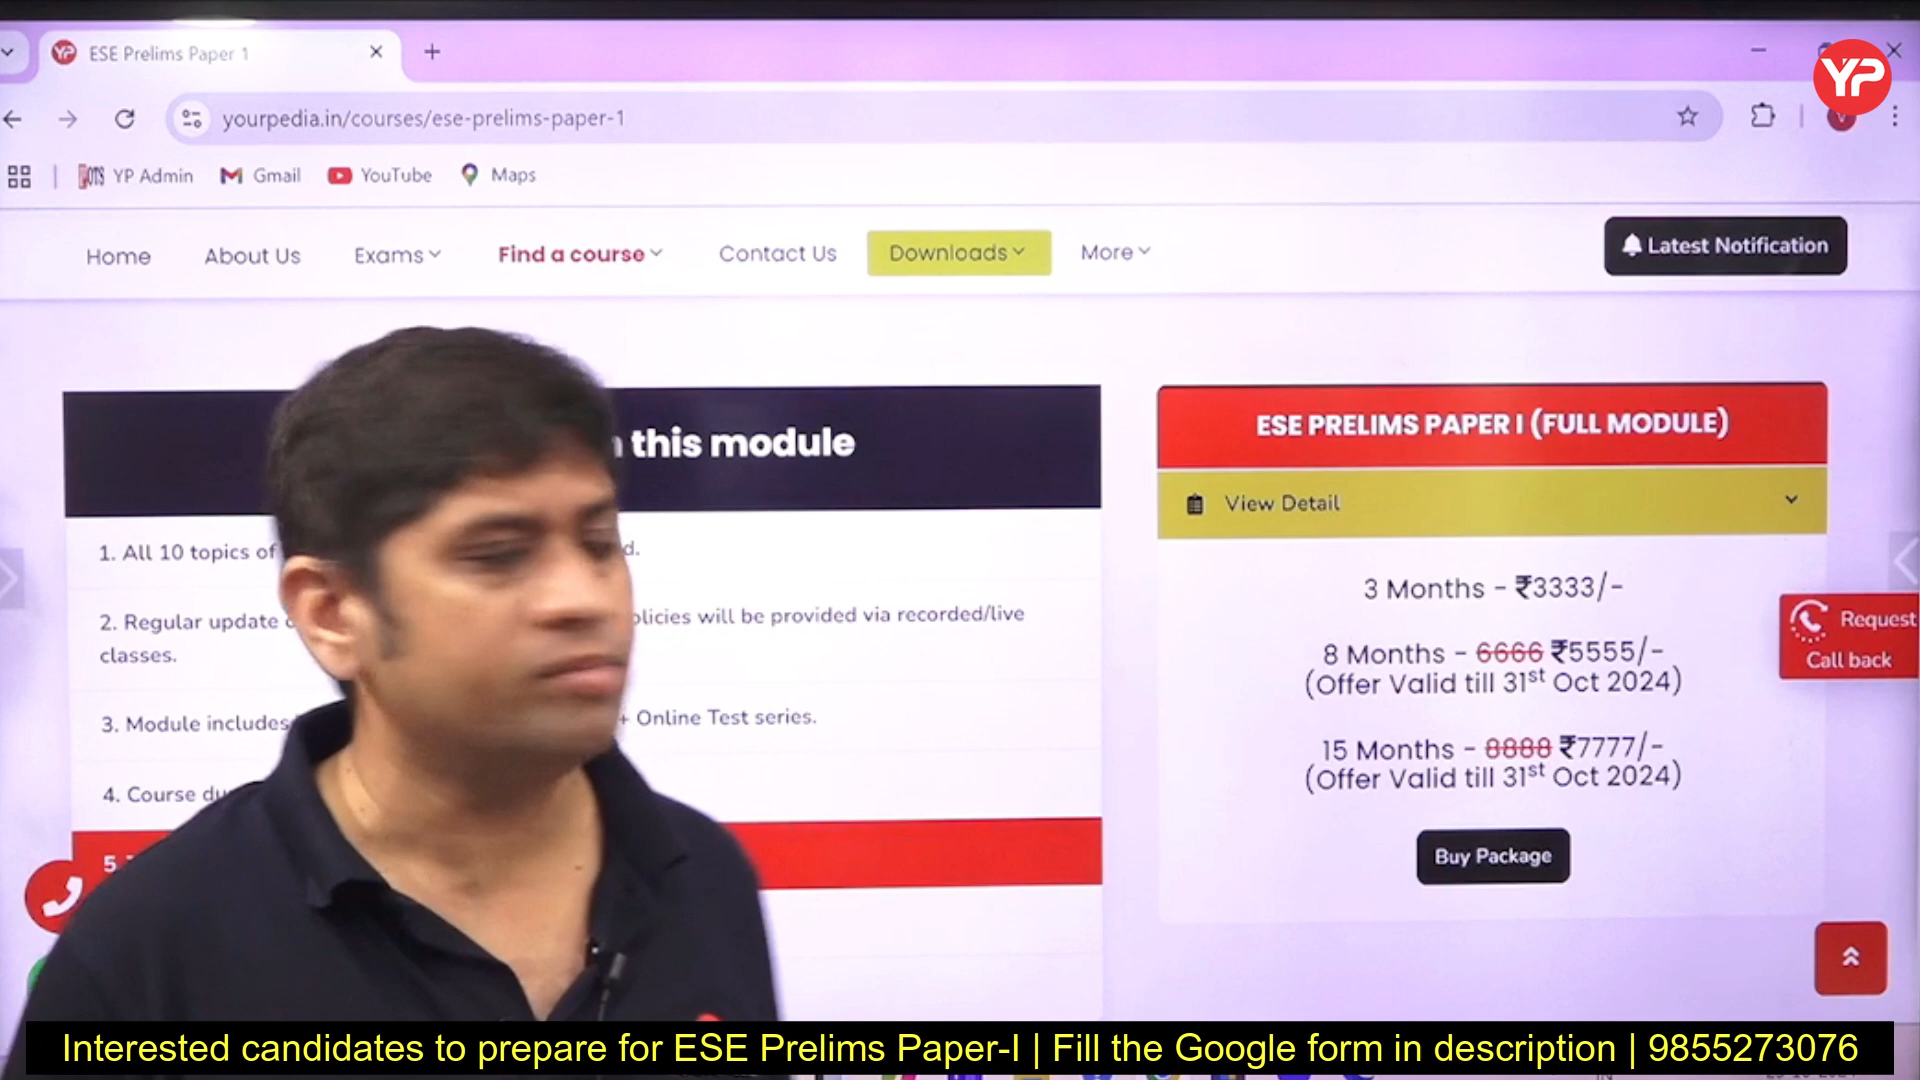 ESE Prelims Paper 1
YP
yourpedia.in/courses/ese-prelims-paper-1
YP Admin
Gmail
YouTube
Maps
Home
About Us
Exams
Find a course
Contact Us
Downloads
More
Latest Notification
this module
1. All 10 topics of
2. Regular update
will be provided via recorded/live
classes.
3. Module includes
+ Online Test series.
4. Course
5.
ESE PRELIMS PAPER I (FULL MODULE)
View Detail
3 Months - ₹3333/-
8 Months - 6666 ₹5555/-
(Offer Valid till 31st Oct 2024)
15 Months - 8888 ₹7777/-
(Offer Valid till 31st Oct 2024)
Buy Package
Request
Call back
Interested candidates to prepare for ESE Prelims Paper-I | Fill the Google form in description | 9855273076